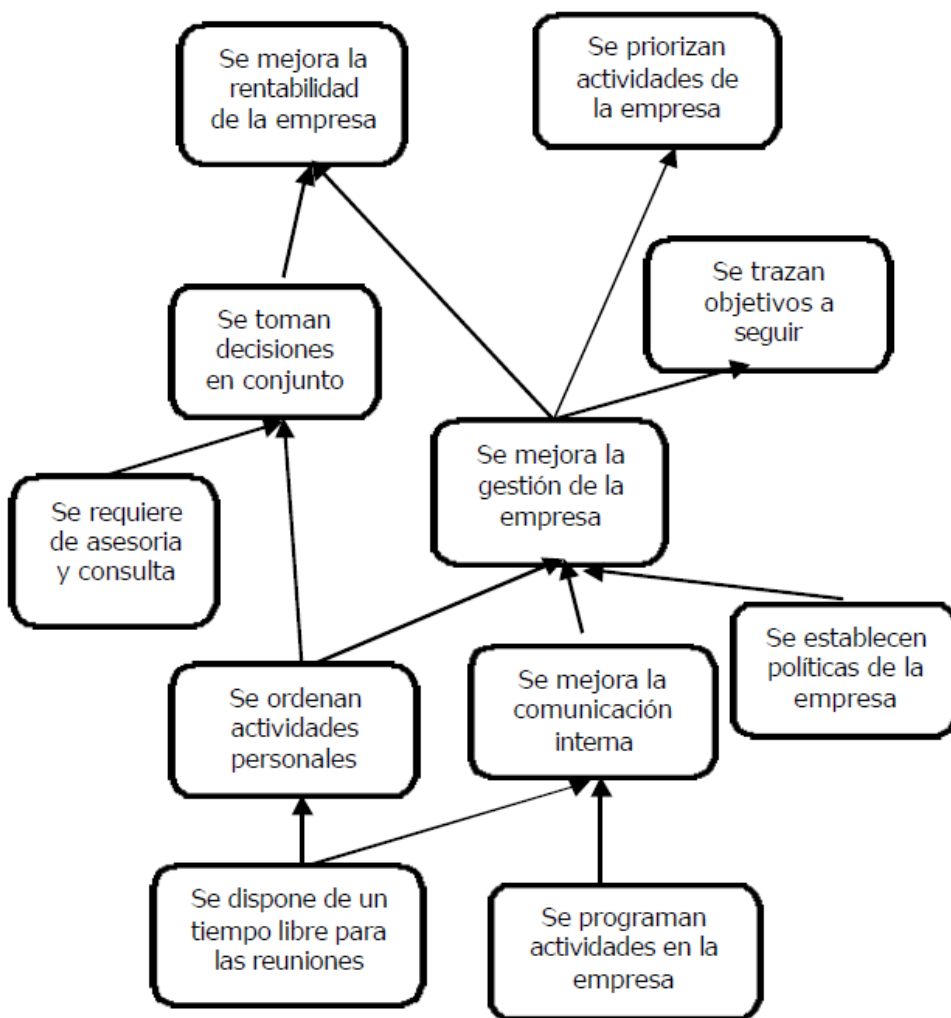 Se mejora la
rentabilidad
de la empresa
Se priorizan
actividades de
la empresa
Se trazan
objetivos a
seguir
Se toman
decisiones
en conjunto
Se mejora la
gestión de la
empresa
Se requiere
de asesoria
y consulta
Se establecen
políticas de la
empresa
Se ordenan
actividades
personales
Se mejora la
comunicación
interna
Se dispone de un
tiempo libre para
las reuniones
Se programan
actividades en la
empresa